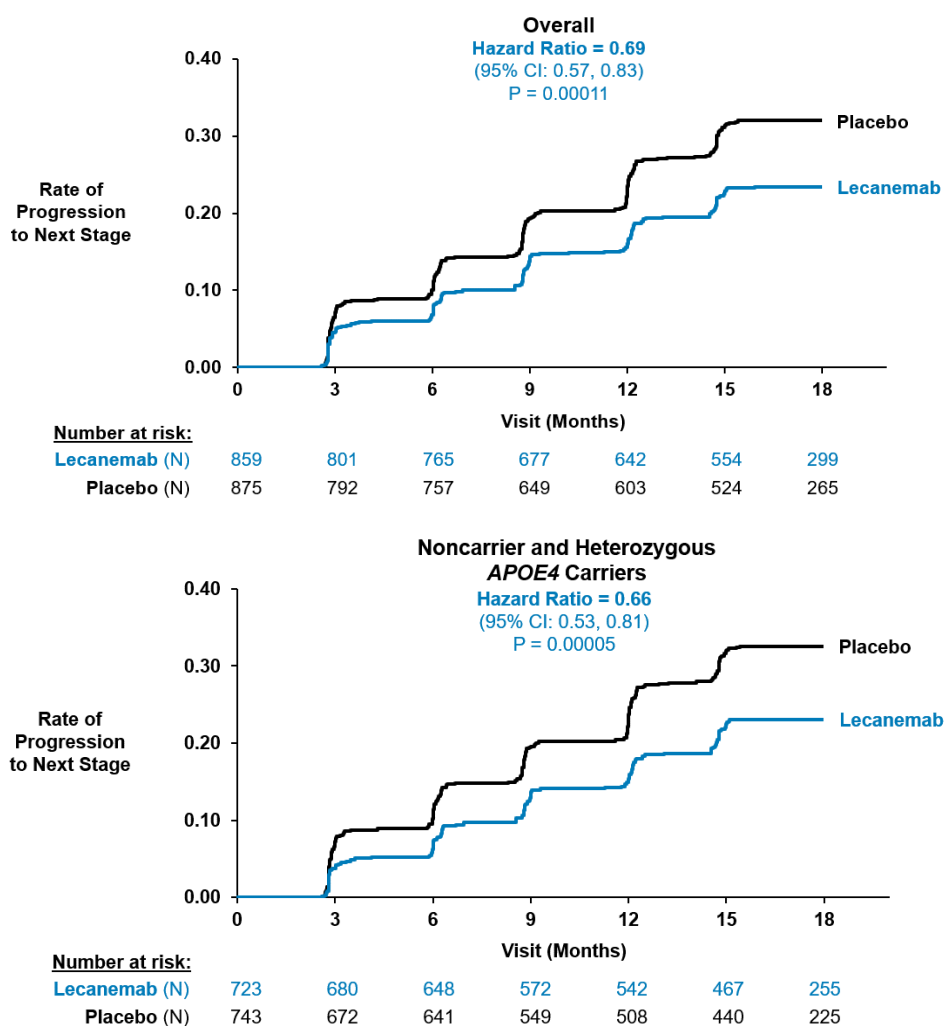 Overall
Hazard Ratio = 0.69
(95% CI: 0.57, 0.83)
P = 0.00011
0.40
0.30
0.20
0.10
0.00
Rate of
Progression
to Next Stage
Placebo
Lecanemab
0 3 6 9 12 15 18
Visit (Months)
Number at risk:
Lecanemab (N) 859 801 765 677 642 554 299
Placebo (N) 875 792 757 649 603 524 265
Noncarrier and Heterozygous
APOE4 Carriers
Hazard Ratio = 0.66
(95% CI: 0.53, 0.81)
P = 0.00005
0.40
0.30
0.20
0.10
0.00
Rate of
Progression
to Next Stage
Placebo
Lecanemab
0 3 6 9 12 15 18
Visit (Months)
Number at risk:
Lecanemab (N) 723 680 648 572 542 467 255
Placebo (N) 743 672 641 549 508 440 225